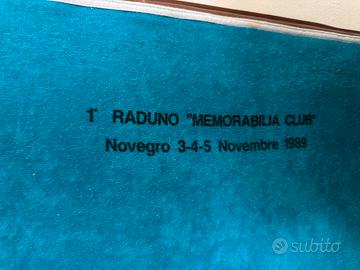 1° RADUNO "MEMORABILIA CLUB"
Novegro 3-4-5 Novembre 1989
subito